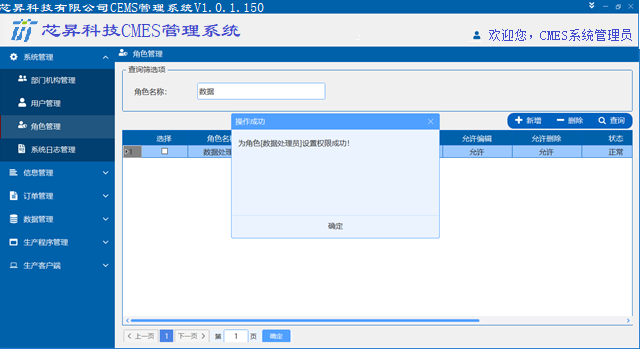 芯昇科技有限公司CEMS管理系统V1.0.1.150
芯昇科技CMES管理系统
欢迎您，CMES系统管理员
系统管理
部门机构管理
用户管理
角色管理
系统日志管理
信息管理
订单管理
数据管理
生产程序管理
生产客户端
角色管理
查询筛选项
角色名称:
数据
新增 删除 查询
选择 角色名称 允许编辑 允许删除 状态
1 数据处理 允许 允许 正常
操作成功
为角色[数据处理员]设置权限成功!
确定
上一页 1 下一页 第 1 页 确定